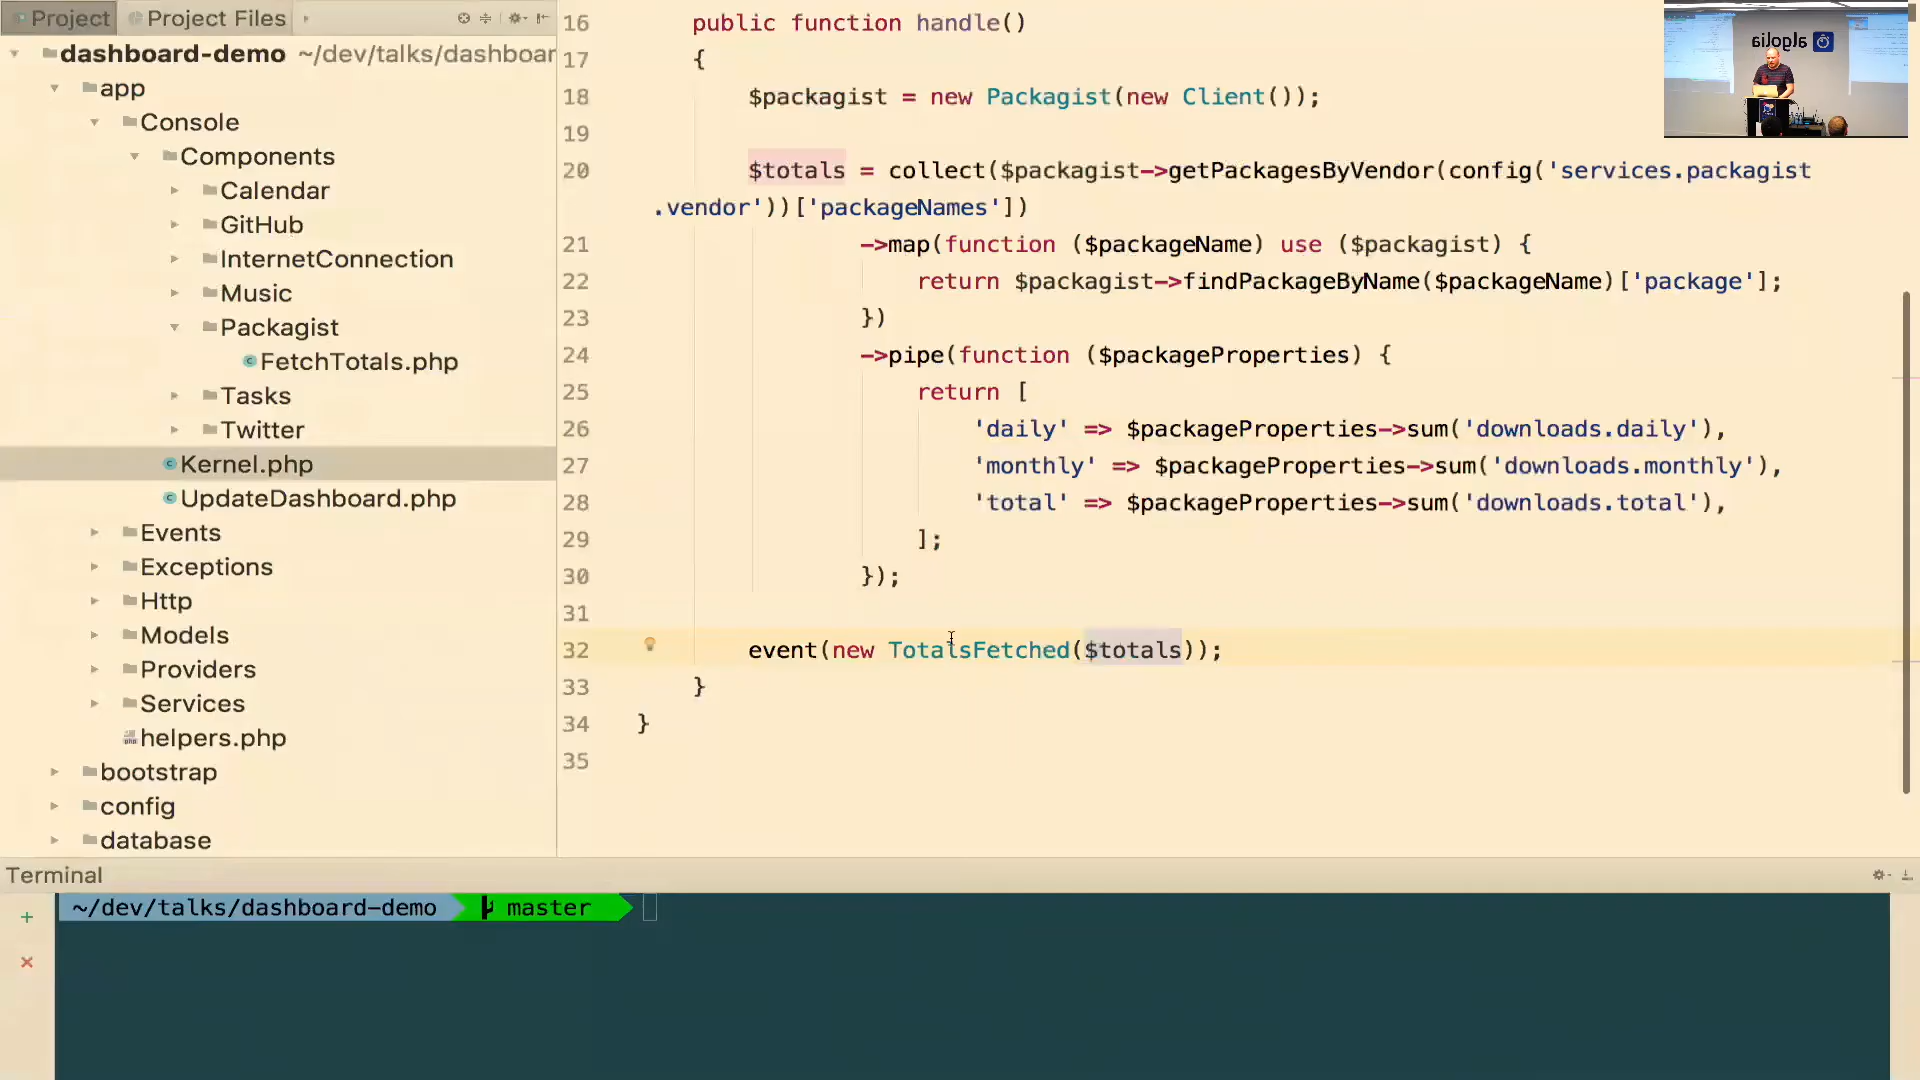 Project
Project Files
dashboard-demo ~/dev/talks/dashboar
app
Console
Components
Calendar
GitHub
InternetConnection
Music
Packagist
FetchTotals.php
Tasks
Twitter
Kernel.php
UpdateDashboard.php
Events
Exceptions
Http
Models
Providers
Services
helpers.php
bootstrap
config
database
16 public function handle()
17 {
18 $packagist = new Packagist(new Client());
19
20 $totals = collect($packagist->getPackagesByVendor(config('services.packagist
.vendor'))['packageNames'])
21 ->map(function ($packageName) use ($packagist) {
22 return $packagist->findPackageByName($packageName)['package'];
23 })
24 ->pipe(function ($packageProperties) {
25 return [
26 'daily' => $packageProperties->sum('downloads.daily'),
27 'monthly' => $packageProperties->sum('downloads.monthly'),
28 'total' => $packageProperties->sum('downloads.total'),
29 ];
30 });
31
32 event(new TotalsFetched($totals));
33 }
34 }
35
algolia
Terminal
~/dev/talks/dashboard-demo master